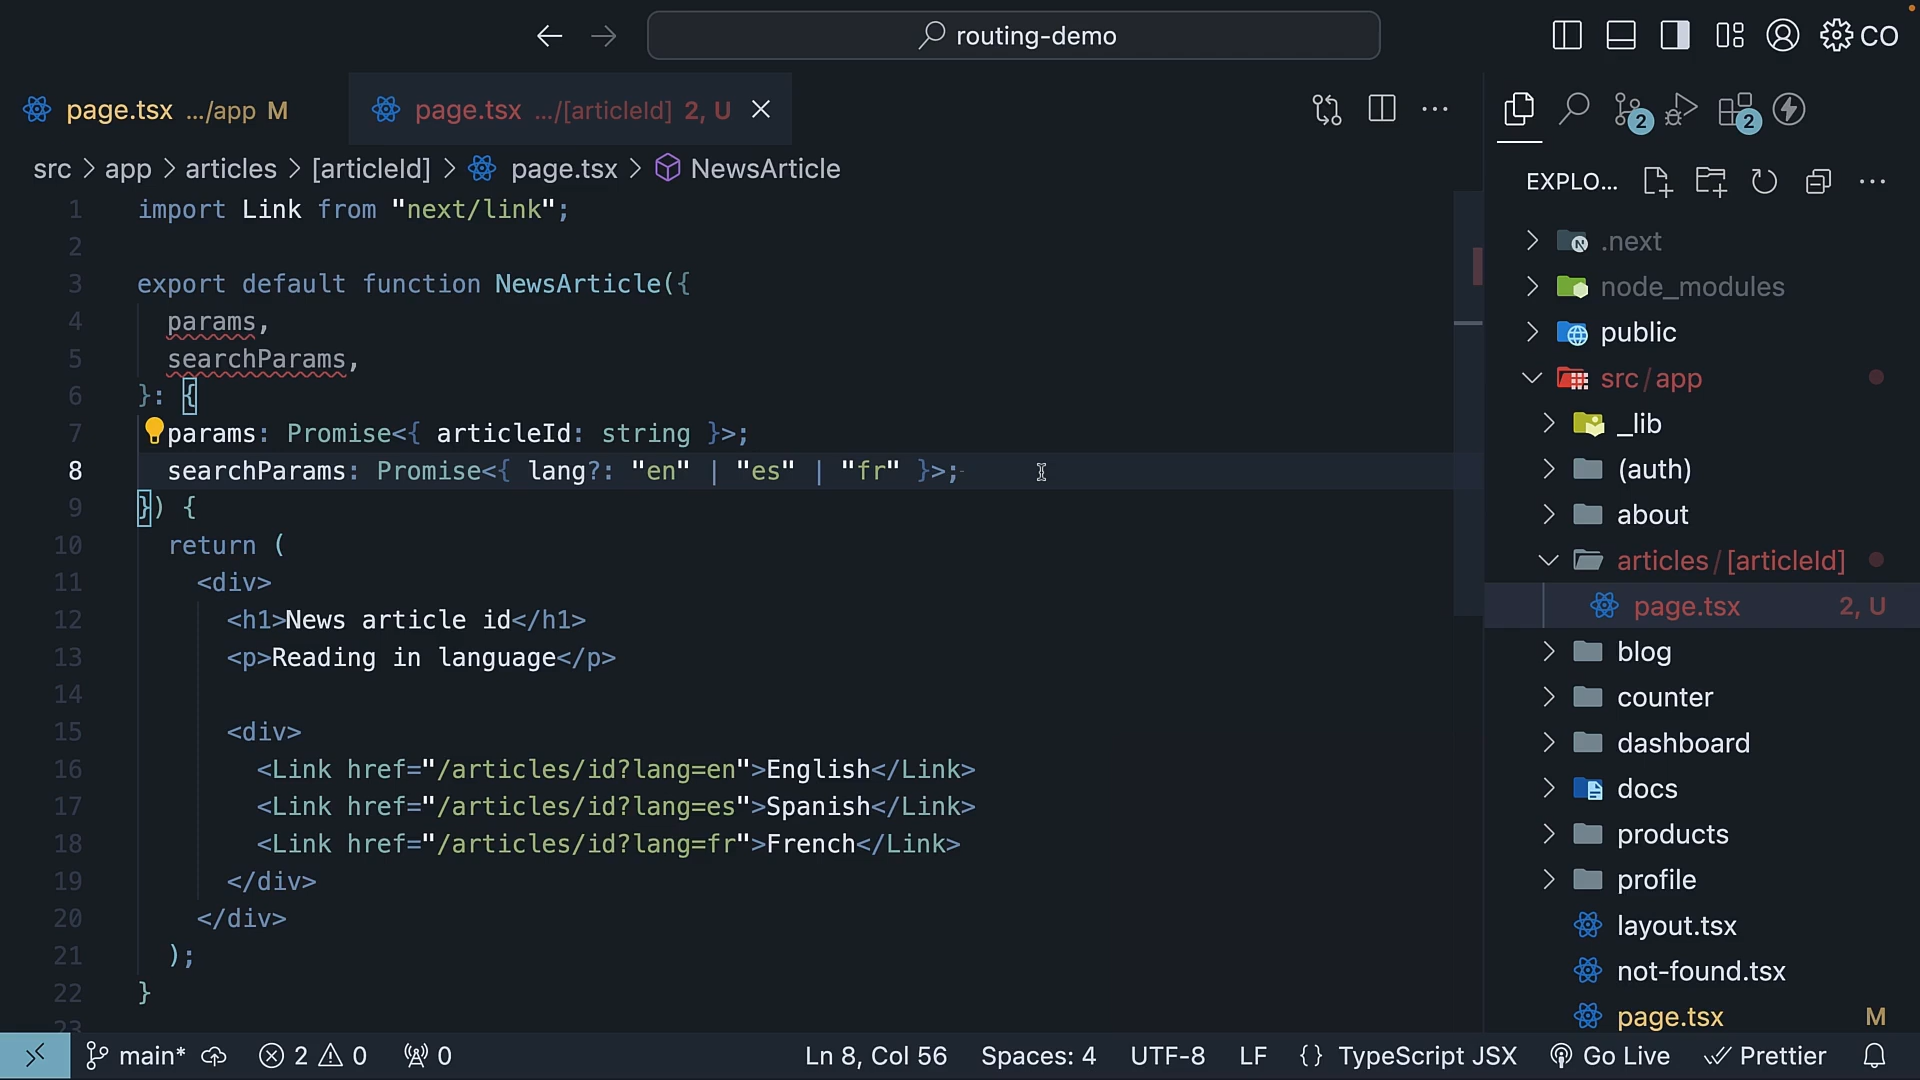 routing-demo
CO
page.tsx .../app M
page.tsx .../[articleId] 2, U
src > app > articles > [articleId] > page.tsx > NewsArticle
1 import Link from "next/link";
2
3 export default function NewsArticle({
4 params,
5 searchParams,
6 }: {
7 params: Promise<{ articleId: string }>;
8 searchParams: Promise<{ lang?: "en" | "es" | "fr" }>;
9 }) {
10 return (
11 <div>
12 <h1>News article id</h1>
13 <p>Reading in language</p>
14
15 <div>
16 <Link href="/articles/id?lang=en">English</Link>
17 <Link href="/articles/id?lang=es">Spanish</Link>
18 <Link href="/articles/id?lang=fr">French</Link>
19 </div>
20 </div>
21 );
22 }
23
2
2
EXPLO...
.next
node_modules
public
src/app
_lib
(auth)
about
articles/[articleId]
page.tsx 2, U
blog
counter
dashboard
docs
products
profile
layout.tsx
not-found.tsx
page.tsx M
main* 2 0 0 Ln 8, Col 56 Spaces: 4 UTF-8 LF {} TypeScript JSX Go Live Prettier